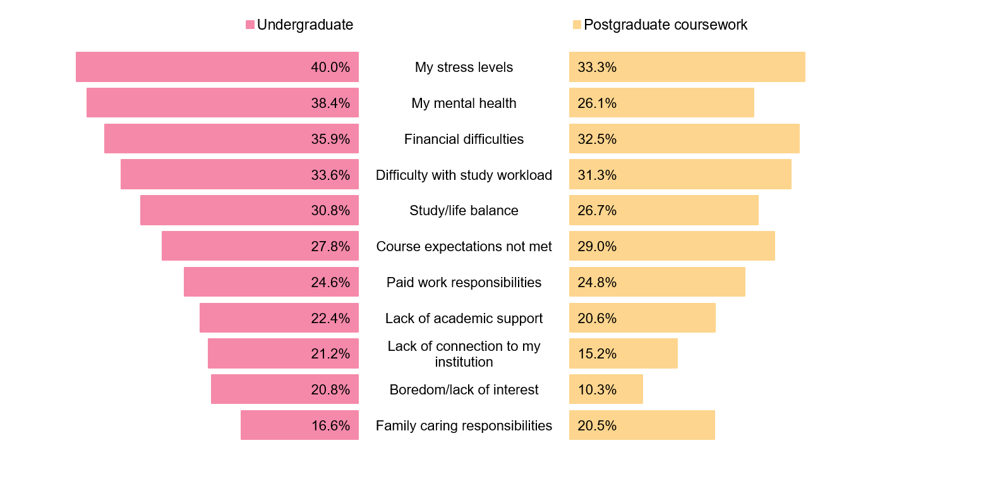 Undergraduate
Postgraduate coursework
40.0% My stress levels 33.3%
38.4% My mental health 26.1%
35.9% Financial difficulties 32.5%
33.6% Difficulty with study workload 31.3%
30.8% Study/life balance 26.7%
27.8% Course expectations not met 29.0%
24.6% Paid work responsibilities 24.8%
22.4% Lack of academic support 20.6%
21.2% Lack of connection to my
institution 15.2%
20.8% Boredom/lack of interest 10.3%
16.6% Family caring responsibilities 20.5%